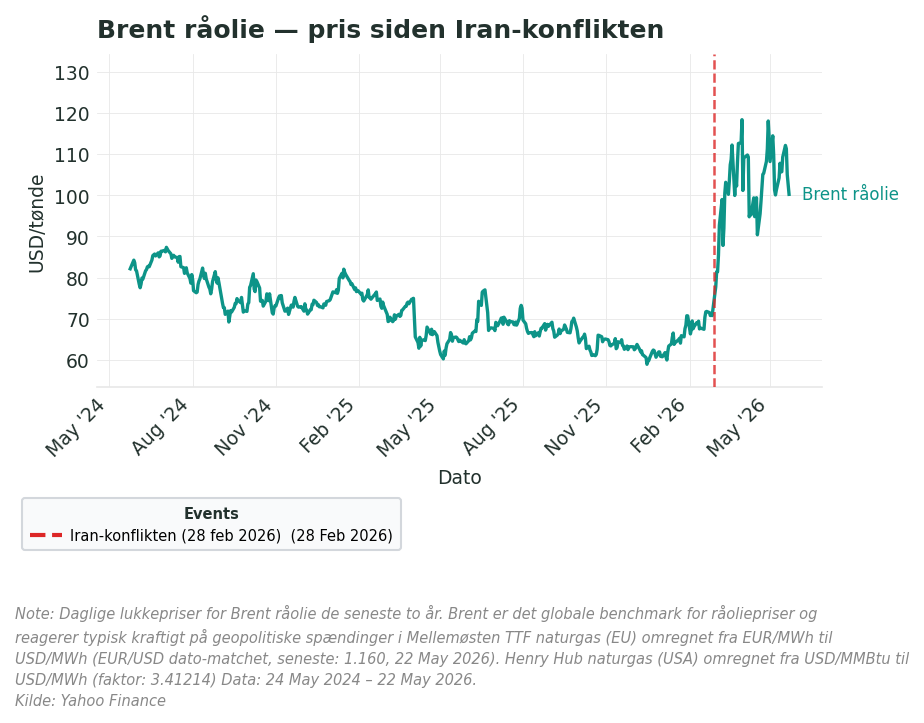 Brent råolie — pris siden Iran-konflikten
130
120
110
100
90
80
70
60
USD/tønde
Brent råolie
May '24
Aug '24
Nov '24
Feb '25
May '25
Aug '25
Nov '25
Feb '26
May '26
Dato
Events
Iran-konflikten (28 feb 2026)  (28 Feb 2026)
Note: Daglige lukkepriser for Brent råolie de seneste to år. Brent er det globale benchmark for råoliepriser og
reagerer typisk kraftigt på geopolitiske spændinger i Mellemøsten TTF naturgas (EU) omregnet fra EUR/MWh til
USD/MWh (EUR/USD dato-matchet, seneste: 1.160, 22 May 2026). Henry Hub naturgas (USA) omregnet fra USD/MMBtu til
USD/MWh (faktor: 3.41214) Data: 24 May 2024 – 22 May 2026.
Kilde: Yahoo Finance